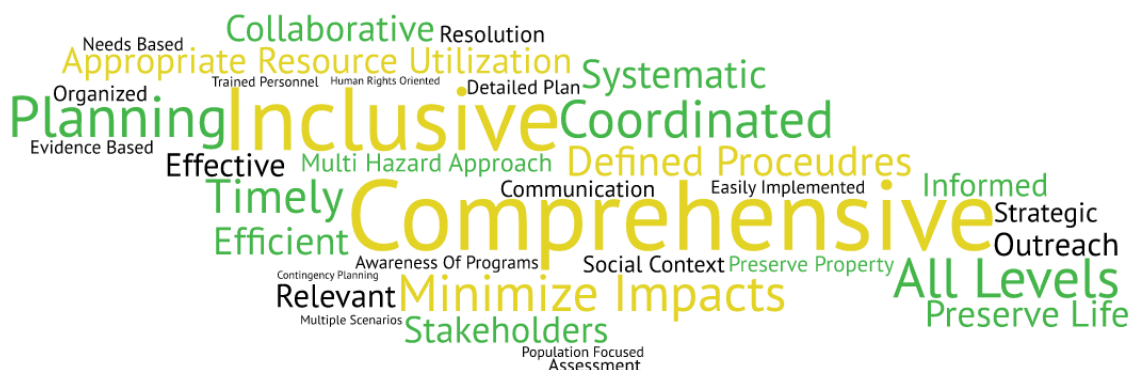 Collaborative
Resolution
Needs Based
Appropriate Resource Utilization
Systematic
Trained Personnel
Human Rights Oriented
Detailed Plan
Organized
Planning
Inclusive
Coordinated
Evidence Based
Effective
Multi Hazard Approach
Defined Proceudres
Timely
Communication
Easily Implemented
Informed
Comprehensive
Strategic
Efficient
Outreach
Awareness Of Programs
Social Context
Preserve Property
All Levels
Contingency Planning
Relevant
Minimize Impacts
Preserve Life
Multiple Scenarios
Stakeholders
Population Focused
Assessment